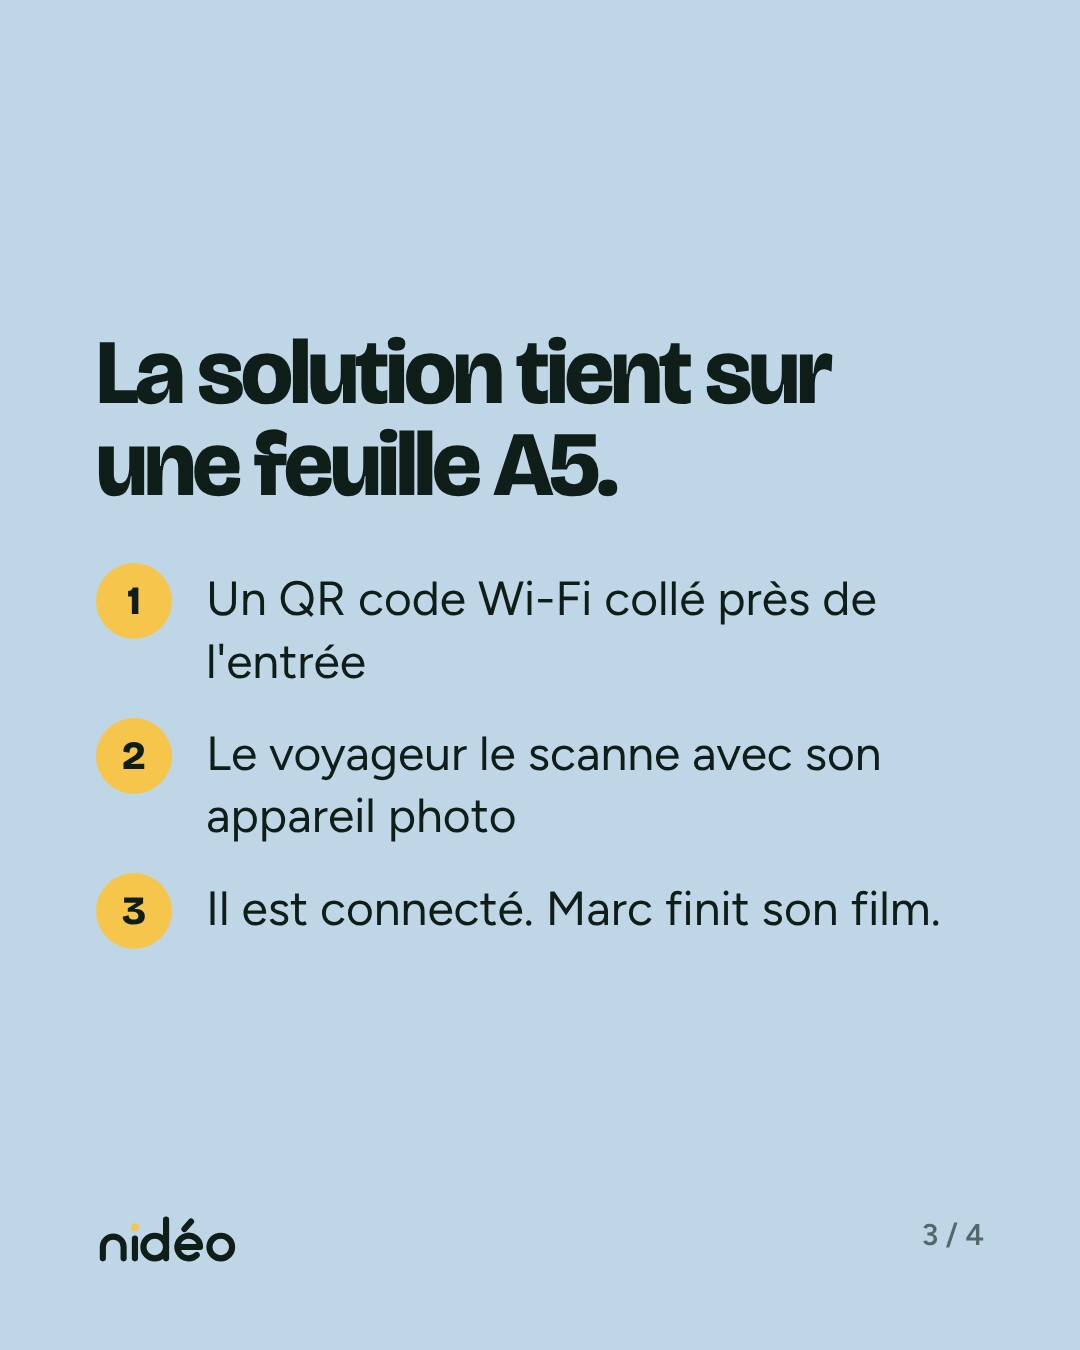 La solution tient sur
une feuille A5.
1 Un QR code Wi-Fi collé près de
l'entrée
2 Le voyageur le scanne avec son
appareil photo
3 Il est connecté. Marc finit son film.
nidéo
3 / 4